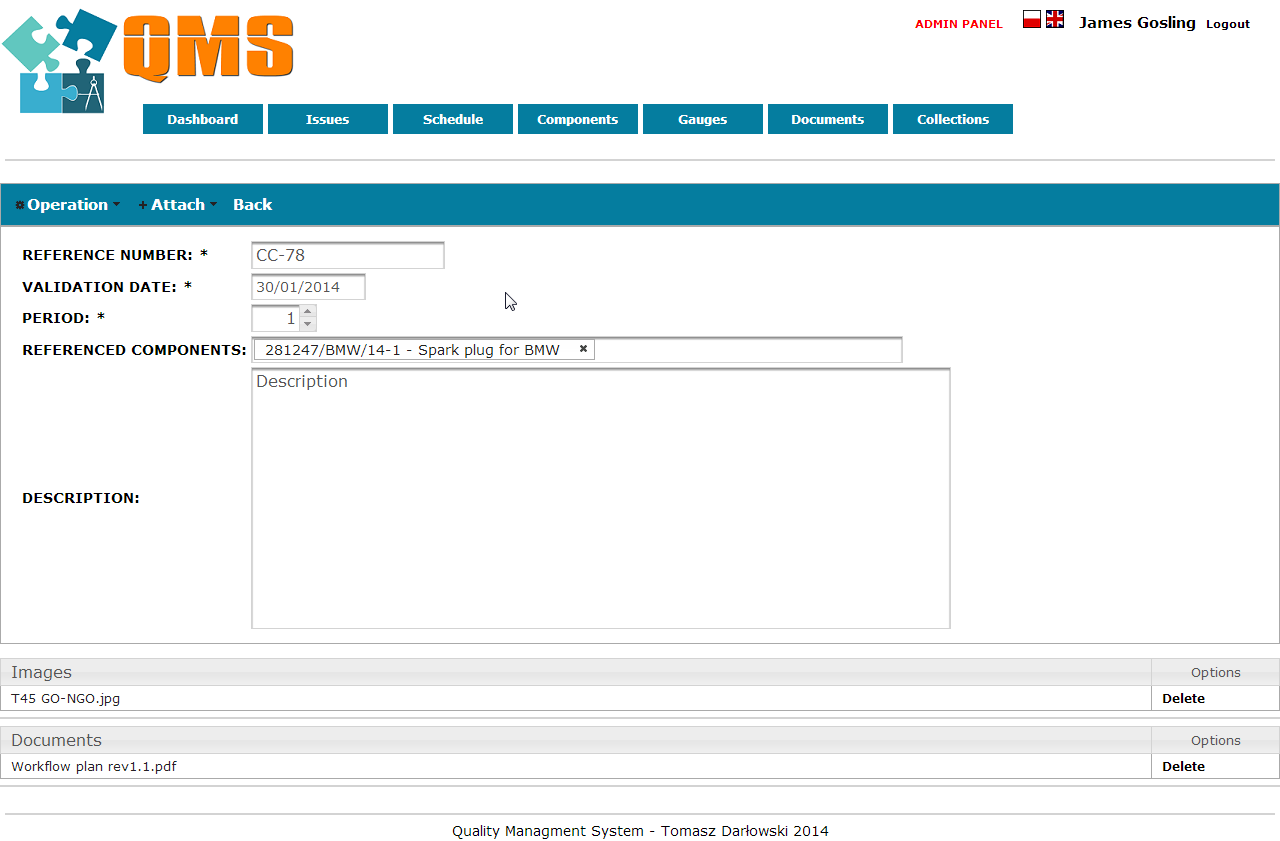 QMS
ADMIN PANEL James Gosling Logout
Dashboard Issues Schedule Components Gauges Documents Collections
Operation Attach Back
REFERENCE NUMBER: * CC-78
VALIDATION DATE: * 30/01/2014
PERIOD: * 1
REFERENCED COMPONENTS: 281247/BMW/14-1 - Spark plug for BMW
Description
DESCRIPTION:
Images Options
T45 GO-NGO.jpg Delete
Documents Options
Workflow plan rev1.1.pdf Delete
Quality Managment System - Tomasz Darłowski 2014